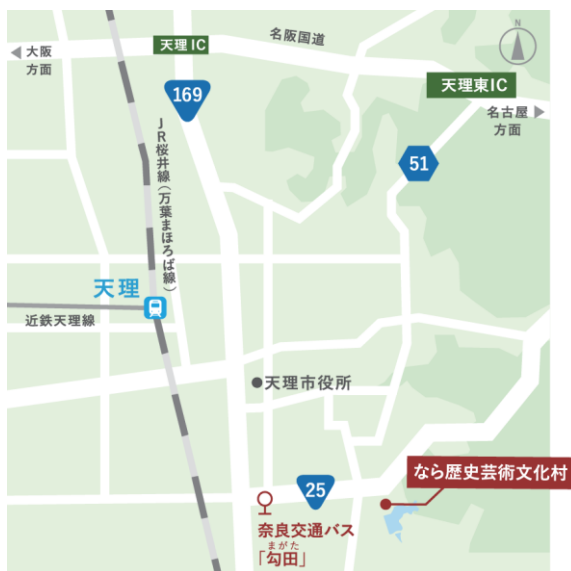 N
名阪国道
天理IC
大阪
方面
天理東IC
名古屋
方面
169
JR桜井線(万葉まほろば線)
51
天理
近鉄天理線
天理市役所
なら歴史芸術文化村
25
奈良交通バス
まがた
「勾田」